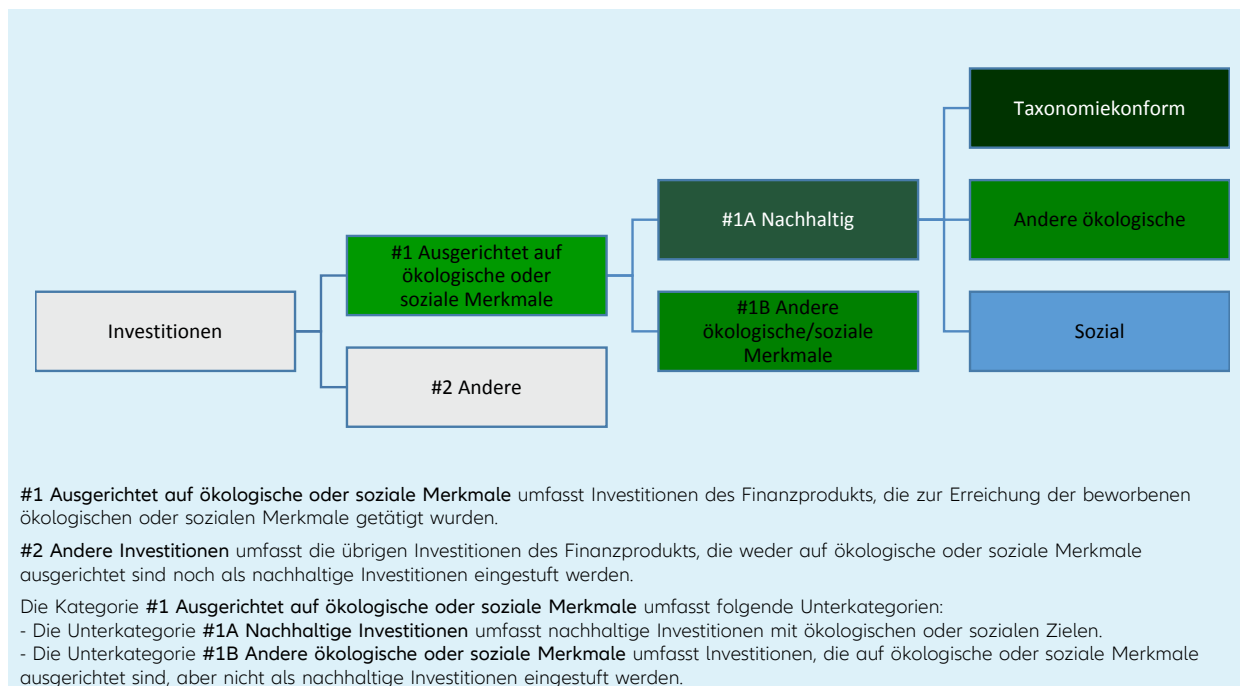 Taxonomiekonform
#1A Nachhaltig
Andere ökologische
#1 Ausgerichtet auf
ökologische oder
soziale Merkmale
#1B Andere
ökologische/soziale
Merkmale
Investitionen
Sozial
#2 Andere
#1 Ausgerichtet auf ökologische oder soziale Merkmale umfasst Investitionen des Finanzprodukts, die zur Erreichung der beworbenen
ökologischen oder sozialen Merkmale getätigt wurden.
#2 Andere Investitionen umfasst die übrigen Investitionen des Finanzprodukts, die weder auf ökologische oder soziale Merkmale
ausgerichtet sind noch als nachhaltige Investitionen eingestuft werden.
Die Kategorie #1 Ausgerichtet auf ökologische oder soziale Merkmale umfasst folgende Unterkategorien:
- Die Unterkategorie #1A Nachhaltige Investitionen umfasst nachhaltige Investitionen mit ökologischen oder sozialen Zielen.
- Die Unterkategorie #1B Andere ökologische oder soziale Merkmale umfasst Investitionen, die auf ökologische oder soziale Merkmale
ausgerichtet sind, aber nicht als nachhaltige Investitionen eingestuft werden.